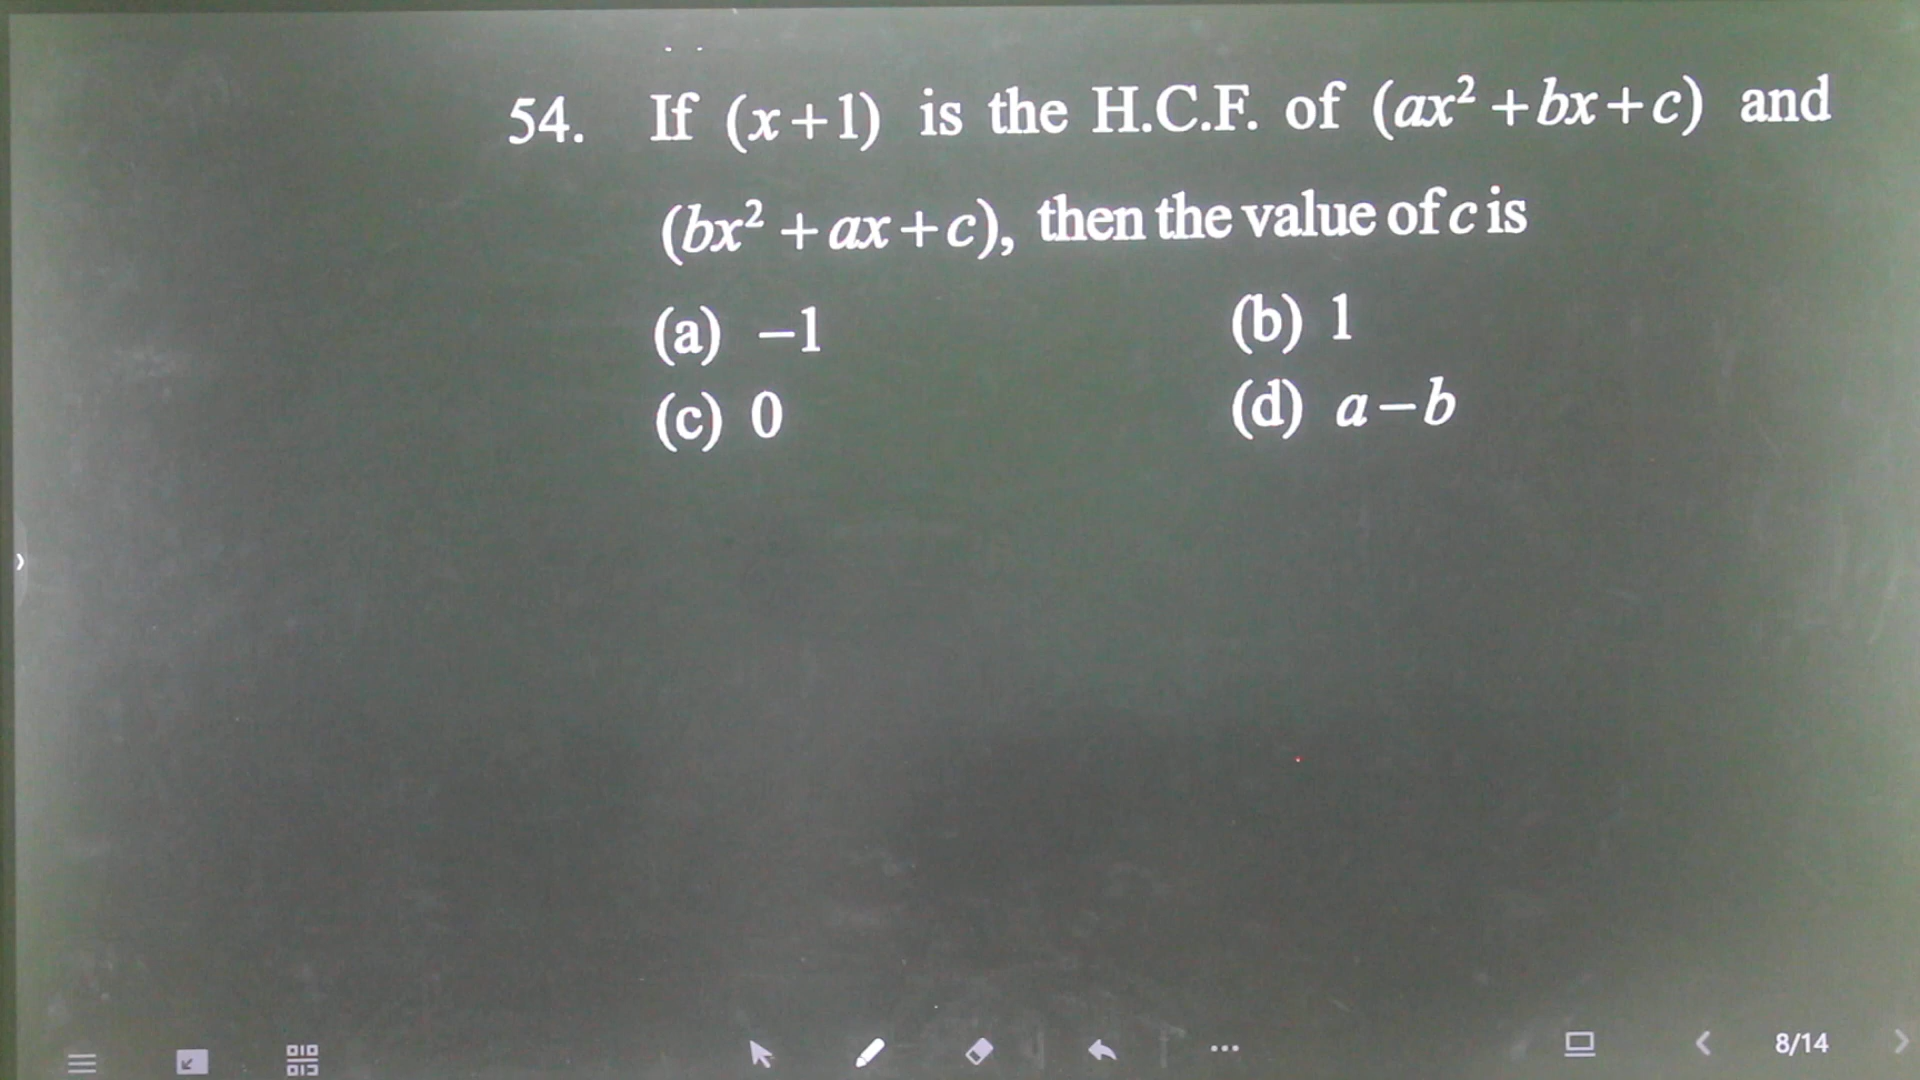 54. If (x+1) is the H.C.F. of (ax² + bx + c) and
(bx² + ax + c), then the value of c is
(a) –1 (b) 1
(c) 0 (d) a – b
8/14